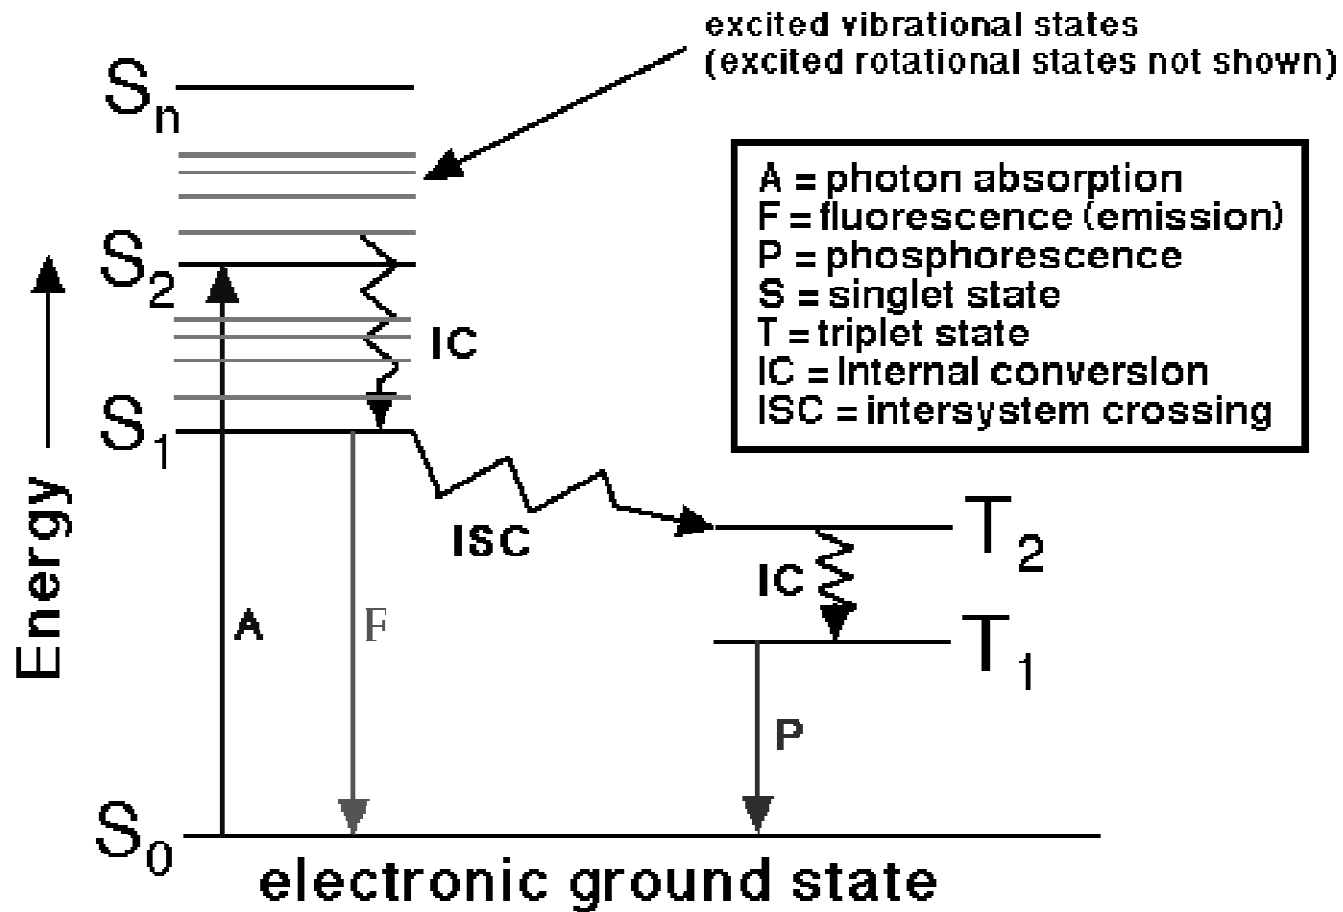 excited vibrational states
(excited rotational states not shown)
Sn
A = photon absorption
F = fluorescence (emission)
P = phosphorescence
S = singlet state
T = triplet state
IC = internal conversion
ISC = intersystem crossing
S2
IC
S1
Energy
ISC
T2
IC
A
F
T1
P
S0
electronic ground state